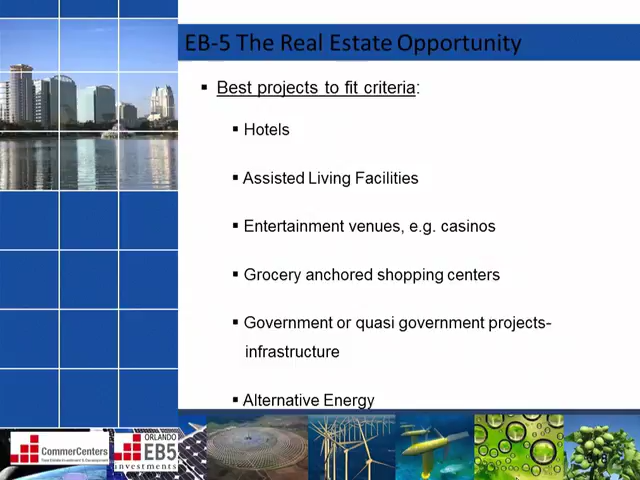 EB-5 The Real Estate Opportunity
▪ Best projects to fit criteria:
▪ Hotels
▪ Assisted Living Facilities
▪ Entertainment venues, e.g. casinos
▪ Grocery anchored shopping centers
▪ Government or quasi government projects-
infrastructure
▪ Alternative Energy
CommerCenters
ORLANDO
EB5
investments